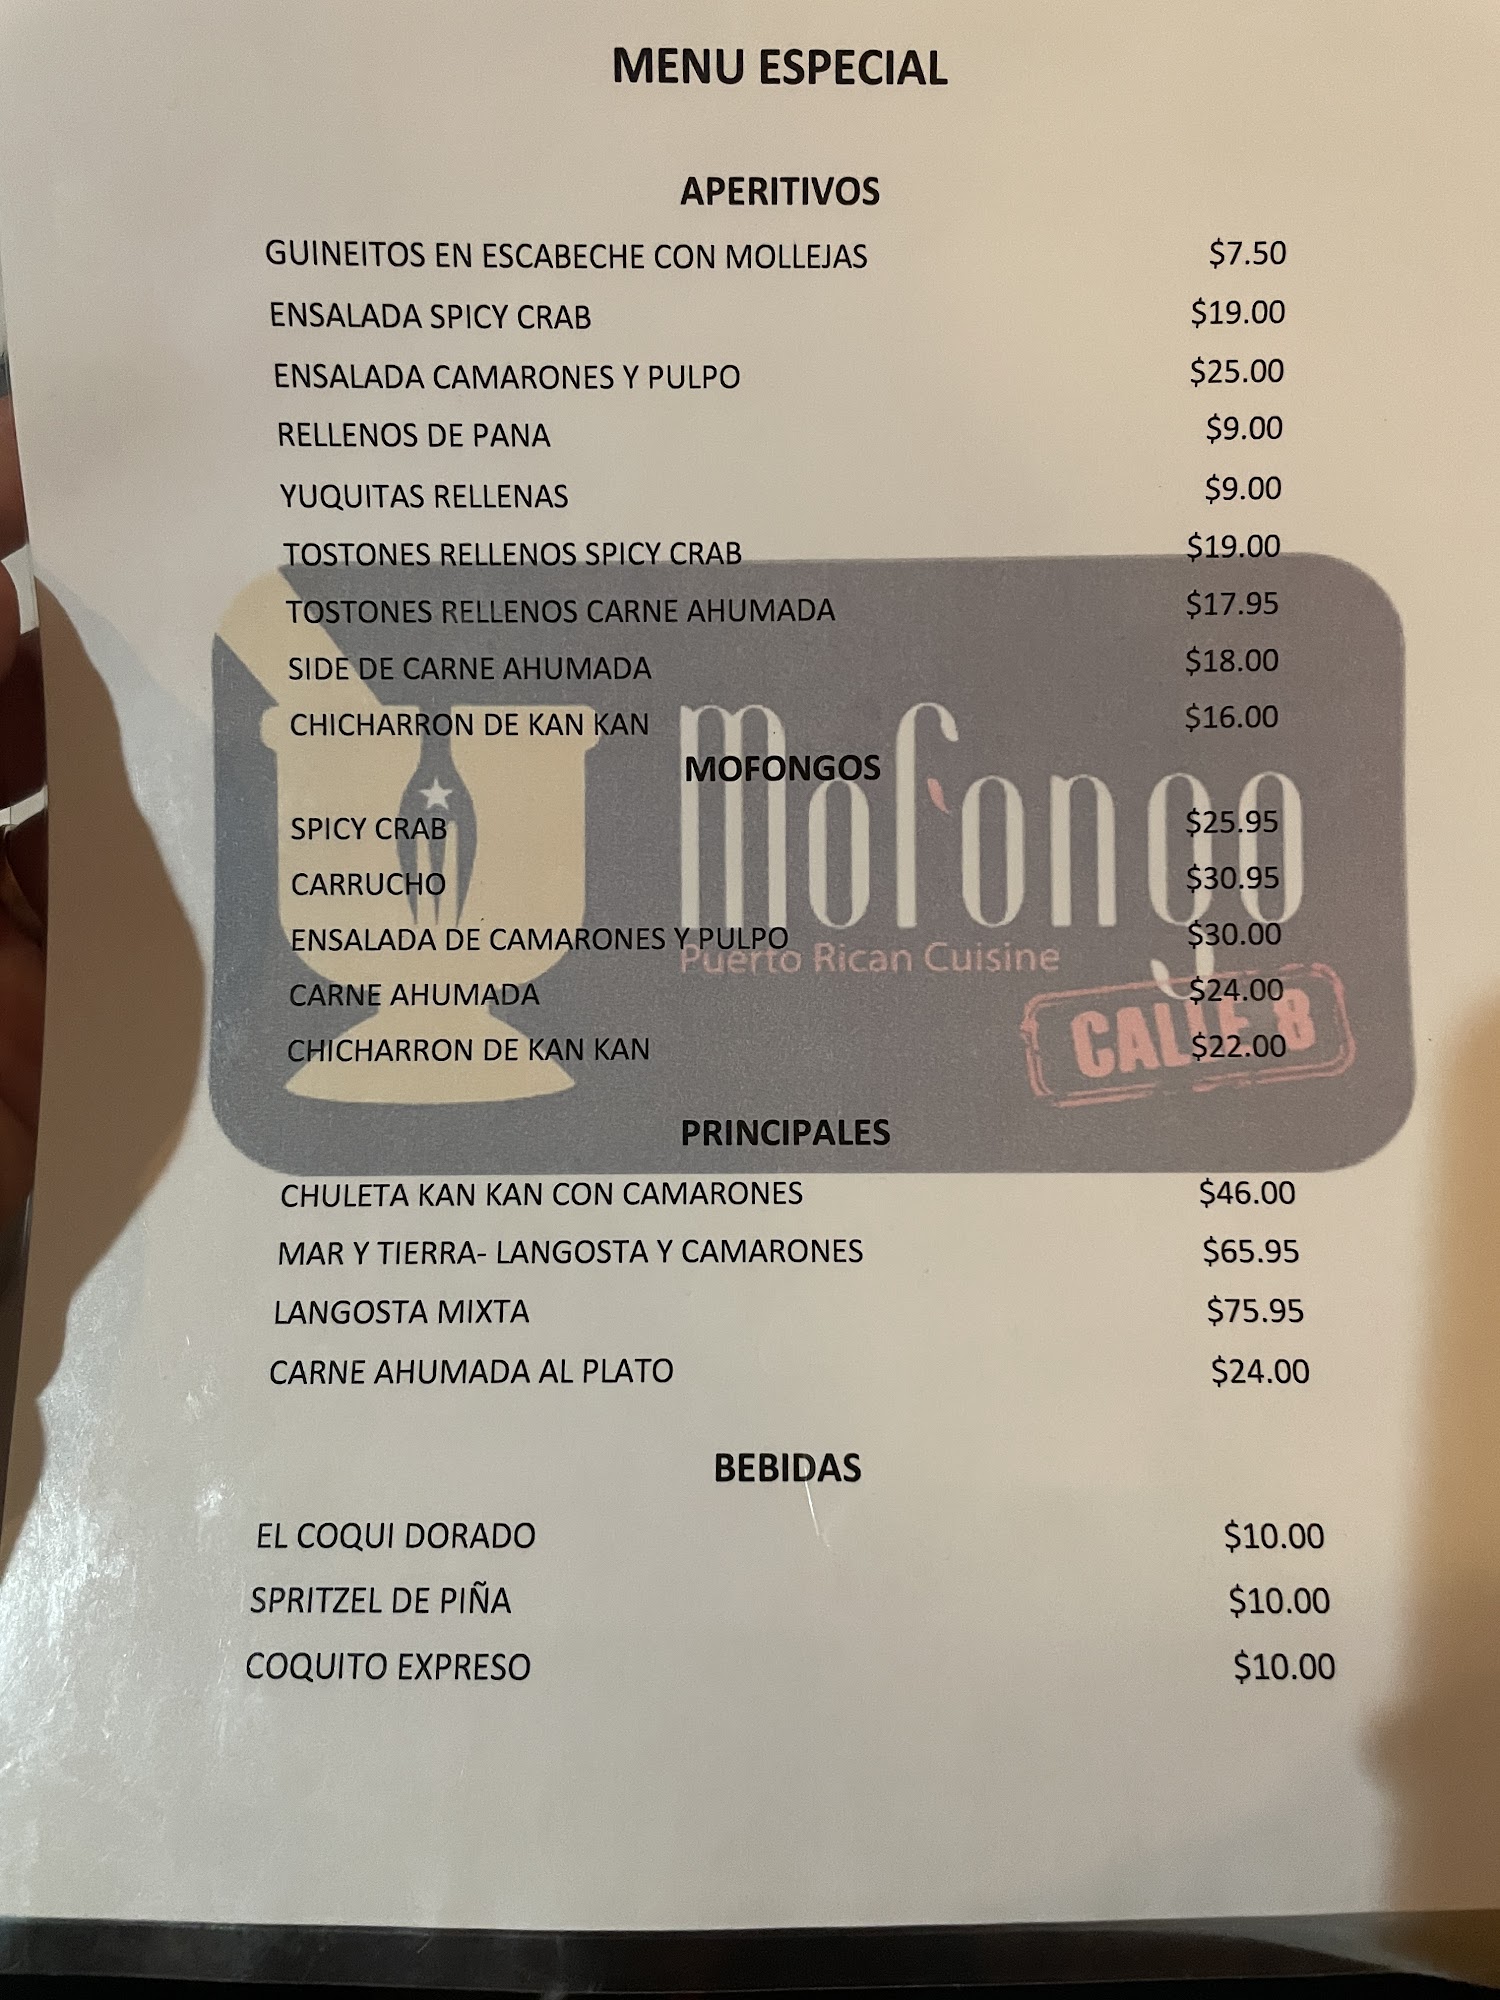 MENU ESPECIAL
APERITIVOS
GUINEITOS EN ESCABECHE CON MOLLEJAS $7.50
ENSALADA SPICY CRAB $19.00
ENSALADA CAMARONES Y PULPO $25.00
RELLENOS DE PANA $9.00
YUQUITAS RELLENAS $9.00
TOSTONES RELLENOS SPICY CRAB $19.00
TOSTONES RELLENOS CARNE AHUMADA $17.95
SIDE DE CARNE AHUMADA $18.00
CHICHARRON DE KAN KAN $16.00
MOFONGOS
SPICY CRAB $25.95
CARRUCHO $30.95
ENSALADA DE CAMARONES Y PULPO $30.00
CARNE AHUMADA $24.00
CHICHARRON DE KAN KAN $22.00
Mofongo
Puerto Rican Cuisine
CALLE 8
PRINCIPALES
CHULETA KAN KAN CON CAMARONES $46.00
MAR Y TIERRA- LANGOSTA Y CAMARONES $65.95
LANGOSTA MIXTA $75.95
CARNE AHUMADA AL PLATO $24.00
BEBIDAS
EL COQUI DORADO $10.00
SPRITZEL DE PIÑA $10.00
COQUITO EXPRESO $10.00